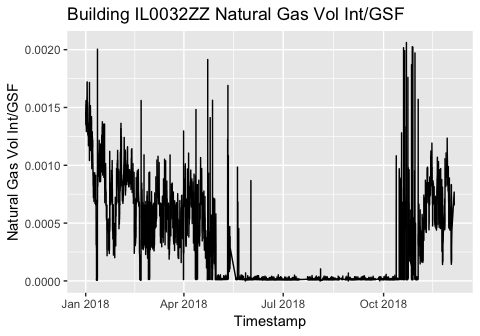 Building IL0032ZZ Natural Gas Vol Int/GSF
Natural Gas Vol Int/GSF
0.0020
0.0015
0.0010
0.0005
0.0000
Jan 2018 Apr 2018 Jul 2018 Oct 2018
Timestamp